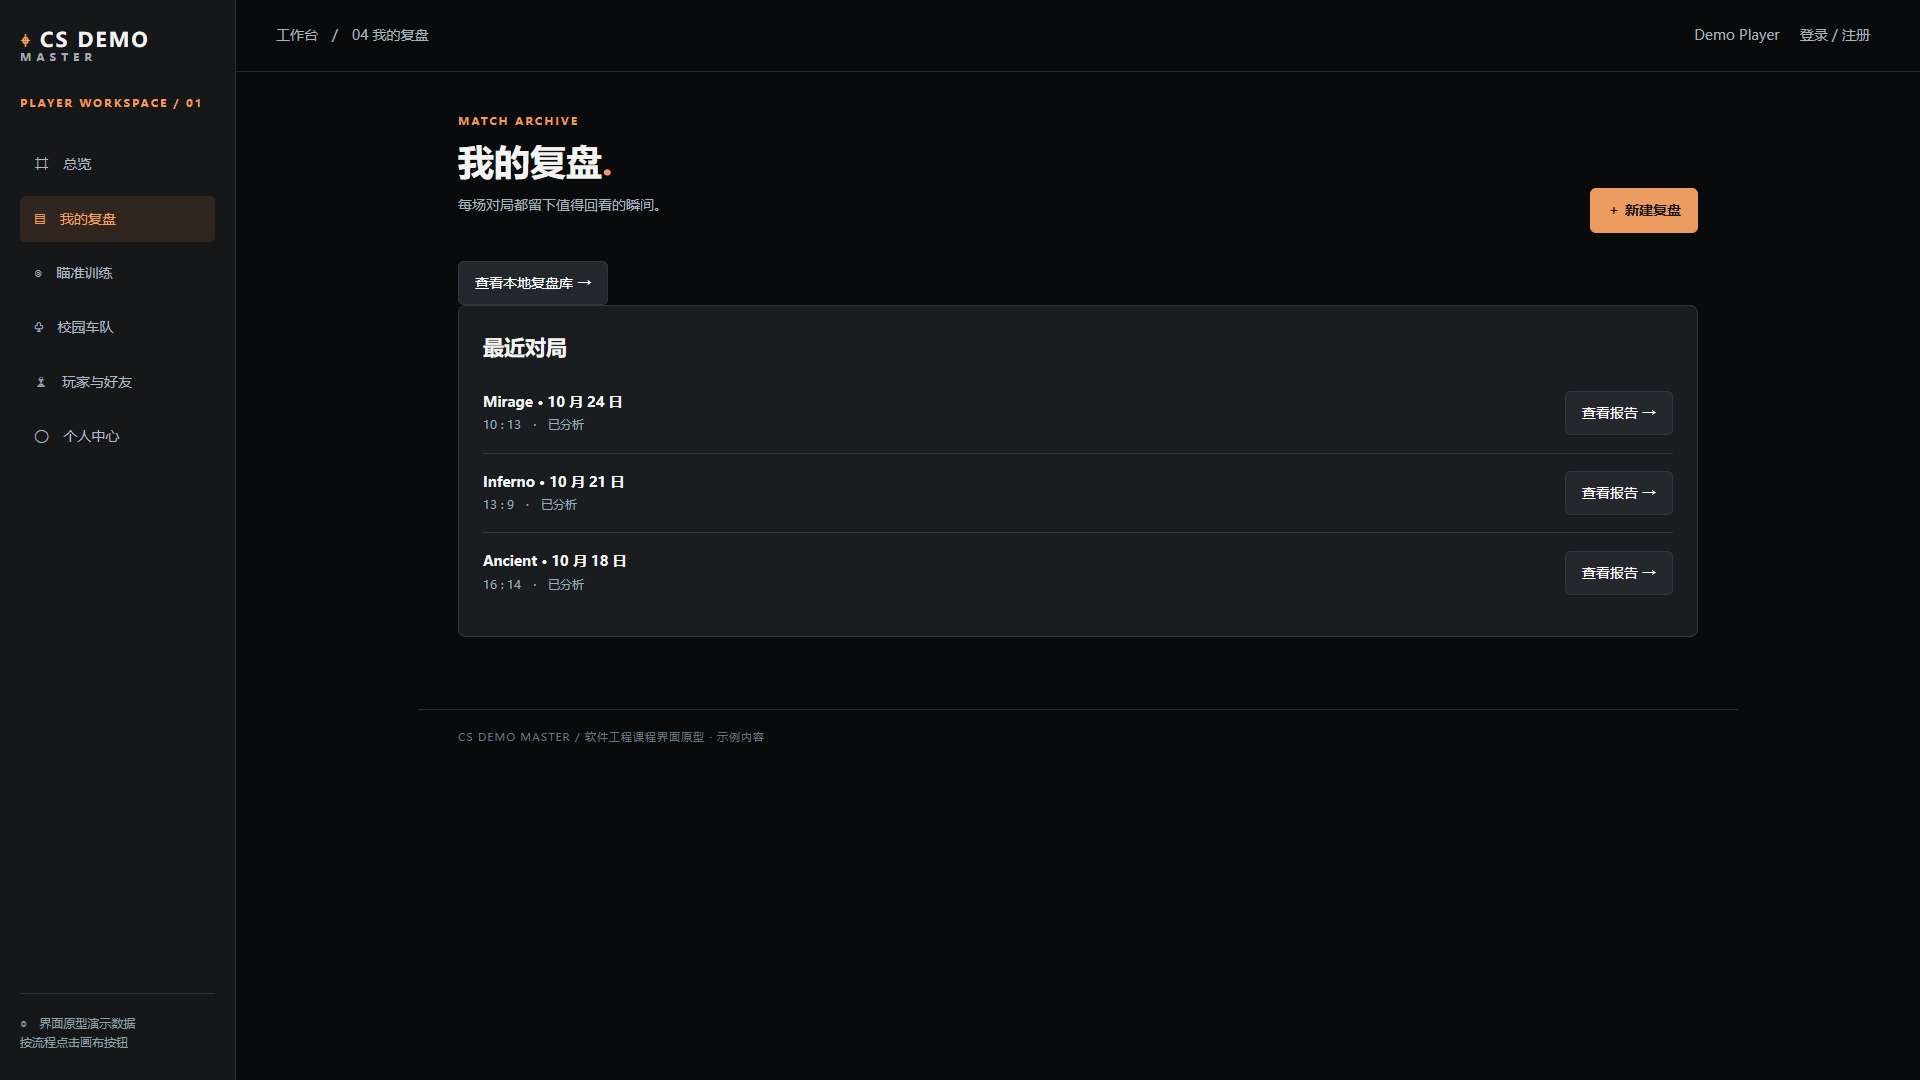 CS DEMO
MASTER
PLAYER WORKSPACE / 01
总览
我的复盘
瞄准训练
校园车队
玩家与好友
个人中心
界面原型演示数据
按流程点击画布按钮
工作台 / 04 我的复盘
Demo Player 登录 / 注册
MATCH ARCHIVE
我的复盘.
每场对局都留下值得回看的瞬间。
+ 新建复盘
查看本地复盘库 →
最近对局
Mirage • 10 月 24 日
10 : 13 · 已分析
查看报告 →
Inferno • 10 月 21 日
13 : 9 · 已分析
查看报告 →
Ancient • 10 月 18 日
16 : 14 · 已分析
查看报告 →
CS DEMO MASTER / 软件工程课程界面原型 · 示例内容